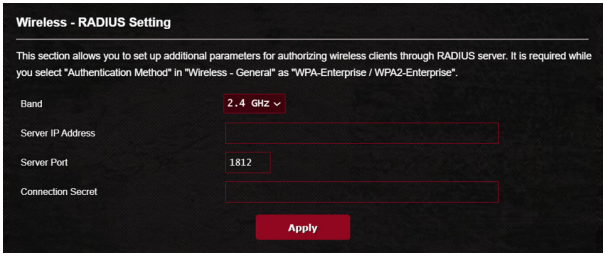 Wireless - RADIUS Setting
This section allows you to set up additional parameters for authorizing wireless clients through RADIUS server. It is required while
you select "Authentication Method" in "Wireless - General" as "WPA-Enterprise / WPA2-Enterprise".
Band 2.4 GHz
Server IP Address
Server Port 1812
Connection Secret
Apply